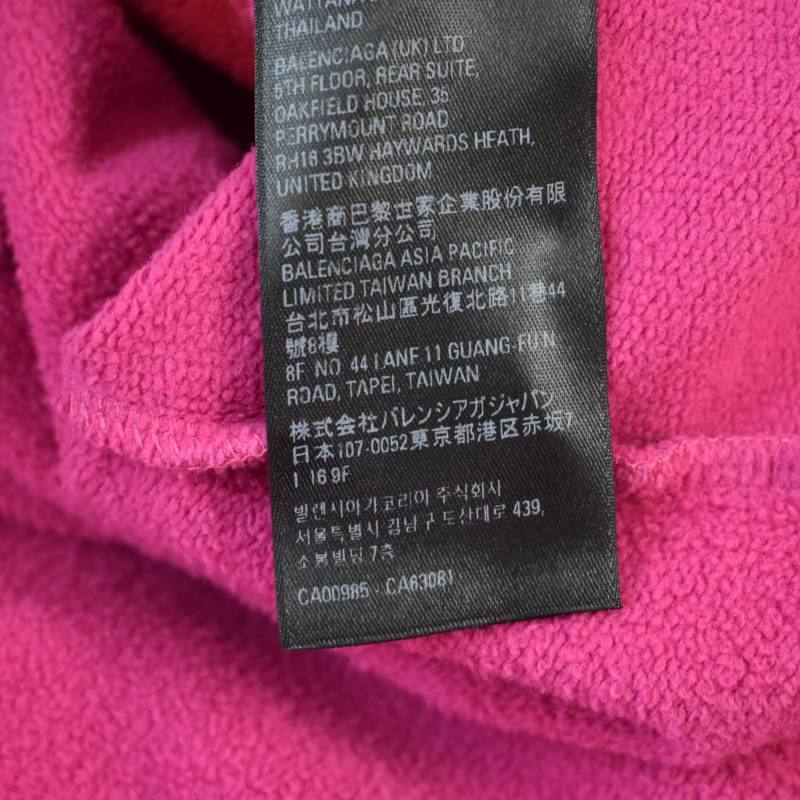 THAILAND
BALENCIAGA (UK) LTD
5TH FLOOR, REAR SUITE,
OAKFIELD HOUSE, 35
PERRYMOUNT ROAD
RH16 3BW HAYWARDS HEATH,
UNITED KINGDOM
香港商巴黎世家企業股份有限
公司台灣分公司
BALENCIAGA ASIA PACIFIC
LIMITED TAIWAN BRANCH
台北市松山區光復北路11巷44
號8樓
8F NO. 44 LANE 11 GUANG-FU N.
ROAD, TAPEI, TAIWAN
株式会社バレンシアガジャパン
日本107-0052東京都港区赤坂7
1 16 9F
발렌시아가코리아 주식회사
서울특별시 강남구 도산대로 439,
7층
CA00985 · CA63081